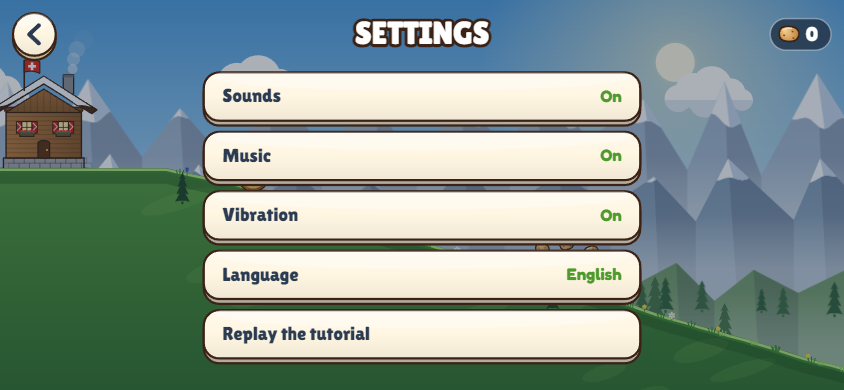 SETTINGS
0
Sounds On
Music On
Vibration On
Language English
Replay the tutorial